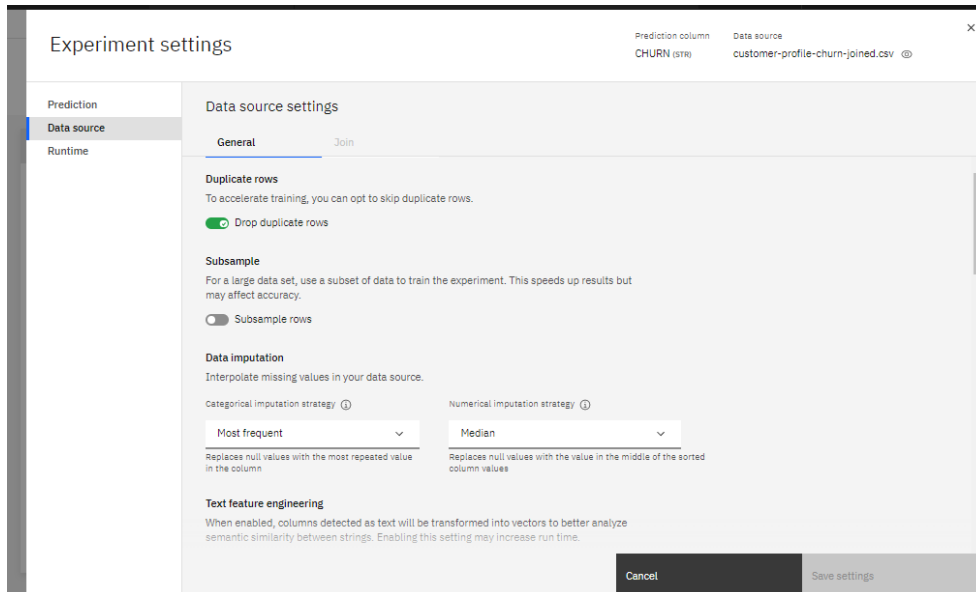 Experiment settings
Prediction column
CHURN (STR)
Data source
customer-profile-churn-joined.csv
Prediction
Data source
Runtime
Data source settings
General
Join
Duplicate rows
To accelerate training, you can opt to skip duplicate rows.
Drop duplicate rows
Subsample
For a large data set, use a subset of data to train the experiment. This speeds up results but
may affect accuracy.
Subsample rows
Data imputation
Interpolate missing values in your data source.
Categorical imputation strategy
Most frequent
Replaces null values with the most repeated value
in the column
Numerical imputation strategy
Median
Replaces null values with the value in the middle of the sorted
column values
Text feature engineering
When enabled, columns detected as text will be transformed into vectors to better analyze
semantic similarity between strings. Enabling this setting may increase run time.
Cancel
Save settings